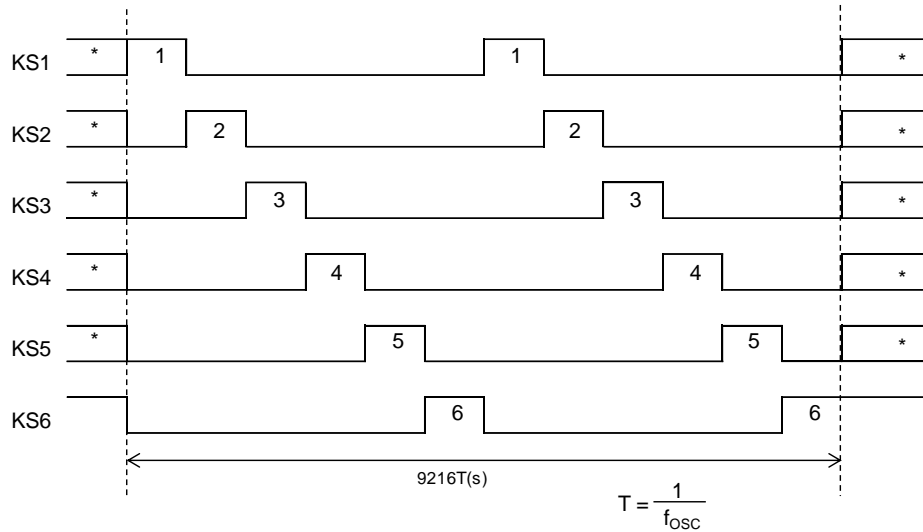 KS1 * 1 1 *
KS2 * 2 2 *
KS3 * 3 3 *
KS4 * 4 4 *
KS5 * 5 5 *
KS6 6 6
9216T(s)
T = 1
fOSC